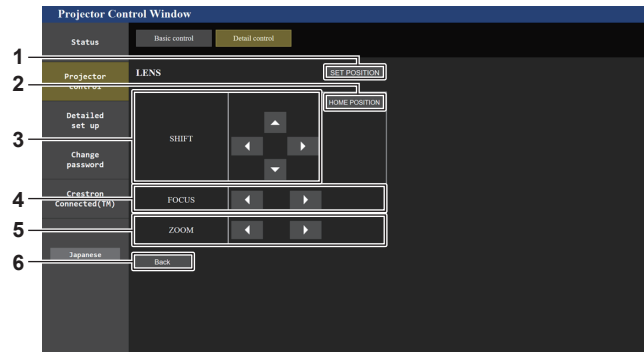 Projector Control Window
Status
Basic control
Detail control
1
Projector
control
LENS
SET POSITION
2
HOME POSITION
Detailed
set up
3
SHIFT
Change
password
4
Crestron
Connected(TM)
FOCUS
5
ZOOM
Japanese
6
Back